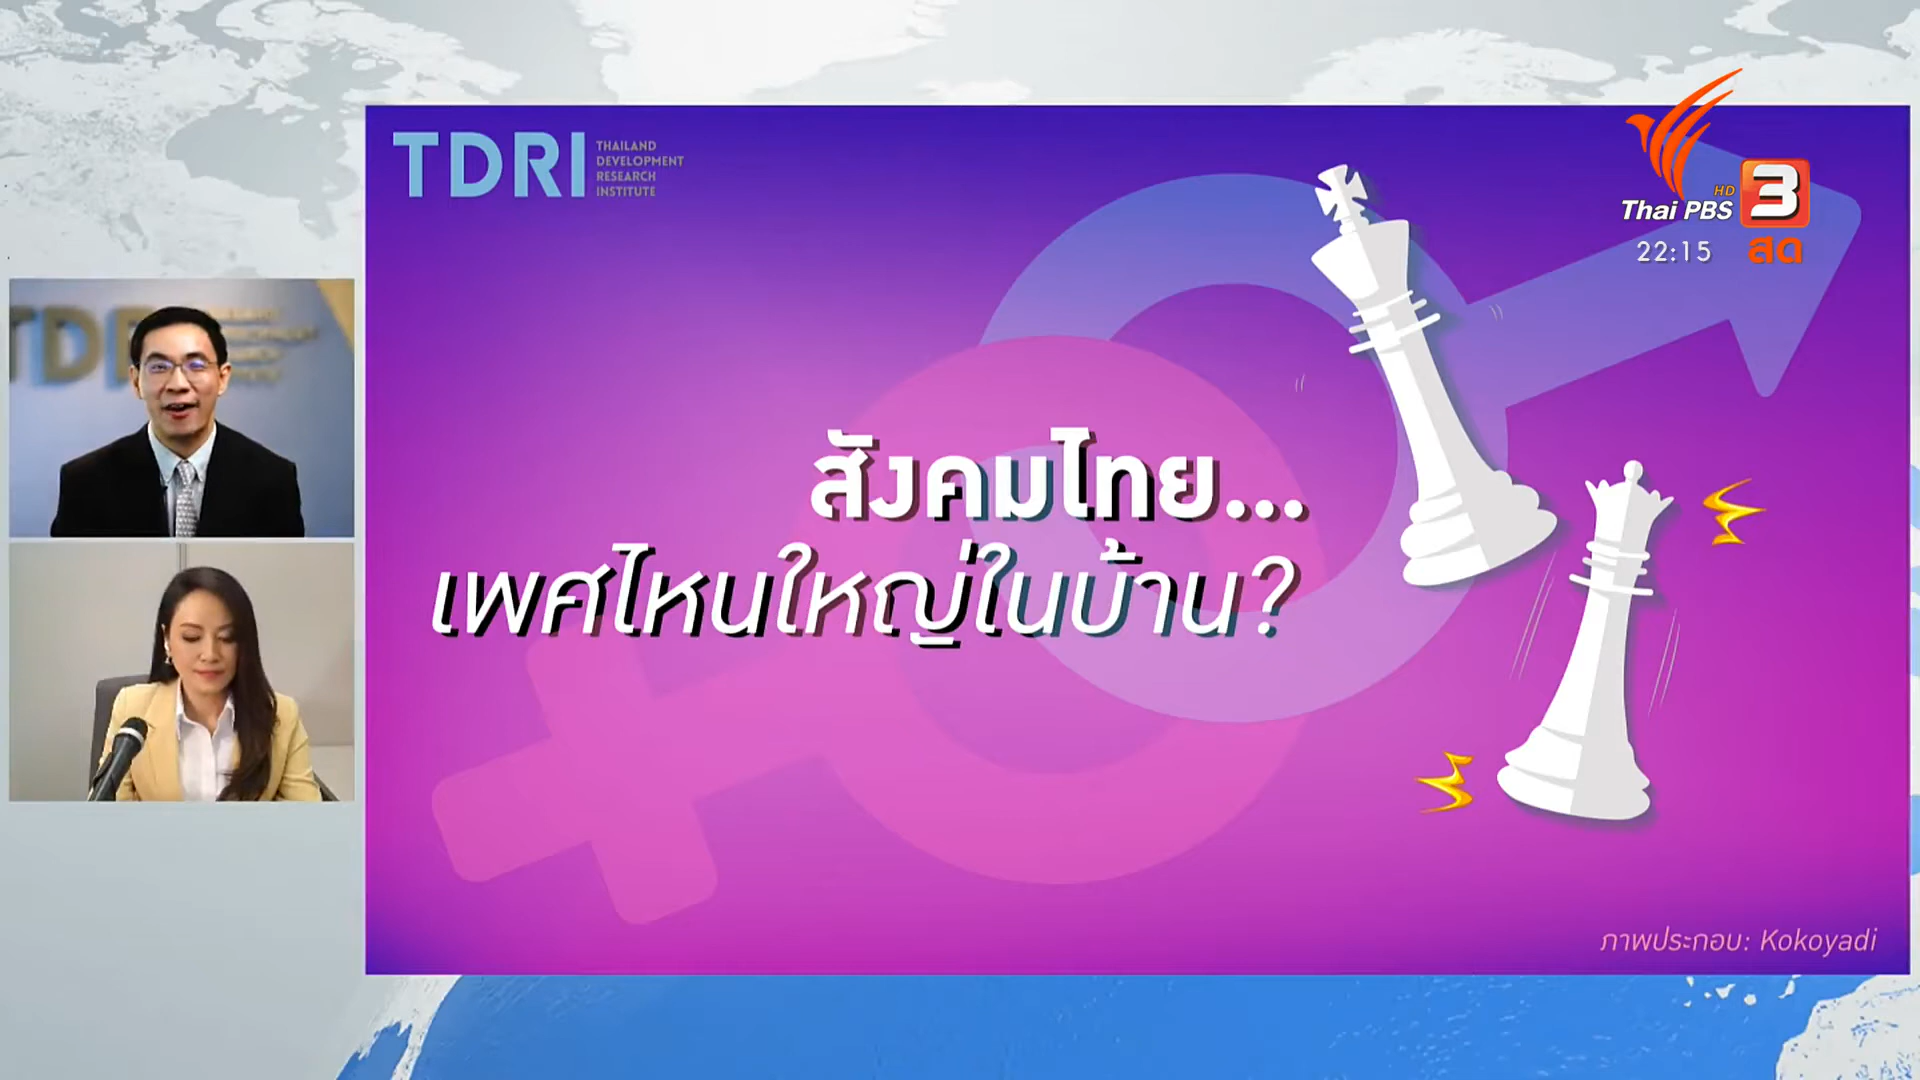 TDRI
THAILAND
DEVELOPMENT
RESEARCH
INSTITUTE
HD
Thai PBS
3
22:15
สด
TDR
สังคมไทย...
เพศไหนใหญ่ในบ้าน?
ภาพประกอบ: Kokoyadi